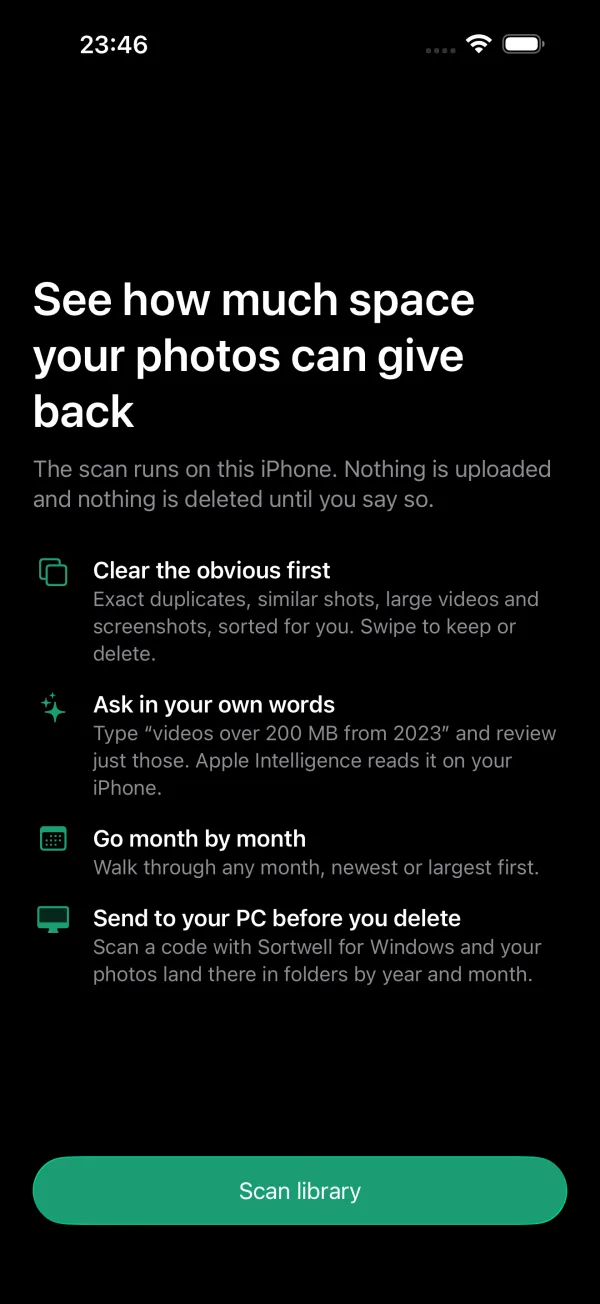 23:46
See how much space
your photos can give
back
The scan runs on this iPhone. Nothing is uploaded
and nothing is deleted until you say so.
Clear the obvious first
Exact duplicates, similar shots, large videos and
screenshots, sorted for you. Swipe to keep or
delete.
Ask in your own words
Type “videos over 200 MB from 2023” and review
just those. Apple Intelligence reads it on your
iPhone.
Go month by month
Walk through any month, newest or largest first.
Send to your PC before you delete
Scan a code with Sortwell for Windows and your
photos land there in folders by year and month.
Scan library